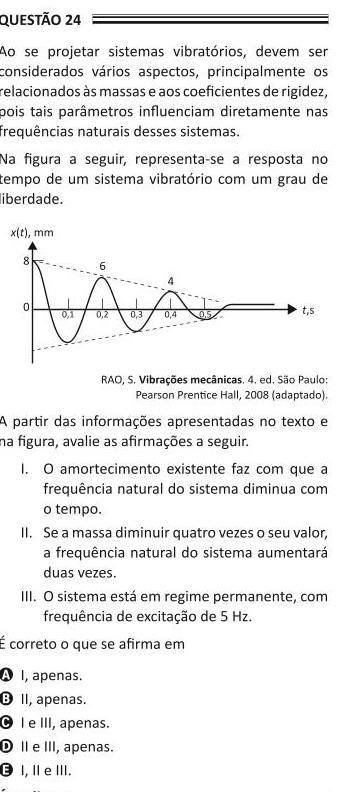 QUESTÃO 24
Ao se projetar sistemas vibratórios, devem ser
considerados vários aspectos, principalmente os
relacionados às massas e aos coeficientes de rigidez,
pois tais parâmetros influenciam diretamente nas
frequências naturais desses sistemas.
Na figura a seguir, representa-se a resposta no
tempo de um sistema vibratório com um grau de
liberdade.
x(t), mm
8
6
4
0
0,1 0,2 0,3 0,4 0,5
t,s
RAO, S. Vibrações mecânicas. 4. ed. São Paulo:
Pearson Prentice Hall, 2008 (adaptado).
A partir das informações apresentadas no texto e
na figura, avalie as afirmações a seguir.
I. O amortecimento existente faz com que a
frequência natural do sistema diminua com
o tempo.
II. Se a massa diminuir quatro vezes o seu valor,
a frequência natural do sistema aumentará
duas vezes.
III. O sistema está em regime permanente, com
frequência de excitação de 5 Hz.
É correto o que se afirma em
A I, apenas.
B II, apenas.
C I e III, apenas.
D II e III, apenas.
E I, II e III.